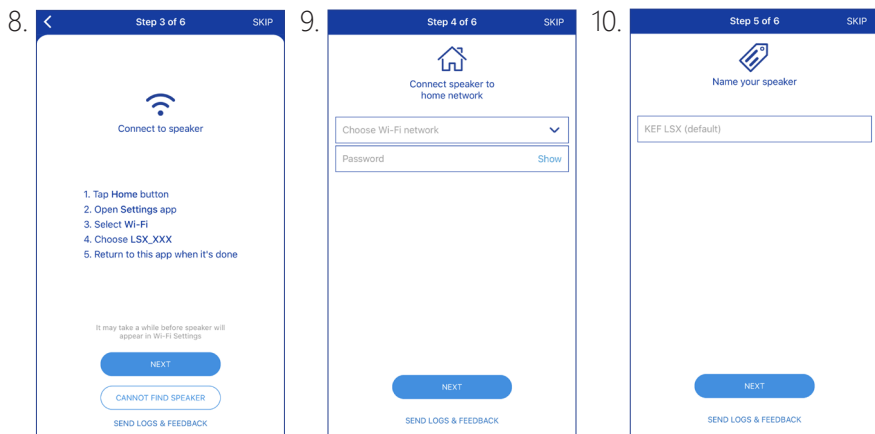 8.
Step 3 of 6
SKIP
Connect to speaker
1. Tap Home button
2. Open Settings app
3. Select Wi-Fi
4. Choose LSX_XXX
5. Return to this app when it's done
It may take a while before speaker will
appear in Wi-Fi Settings
NEXT
CANNOT FIND SPEAKER
SEND LOGS & FEEDBACK
9.
Step 4 of 6
SKIP
Connect speaker to
home network
Choose Wi-Fi network
Password
Show
NEXT
SEND LOGS & FEEDBACK
10.
Step 5 of 6
SKIP
Name your speaker
KEF LSX (default)
NEXT
SEND LOGS & FEEDBACK